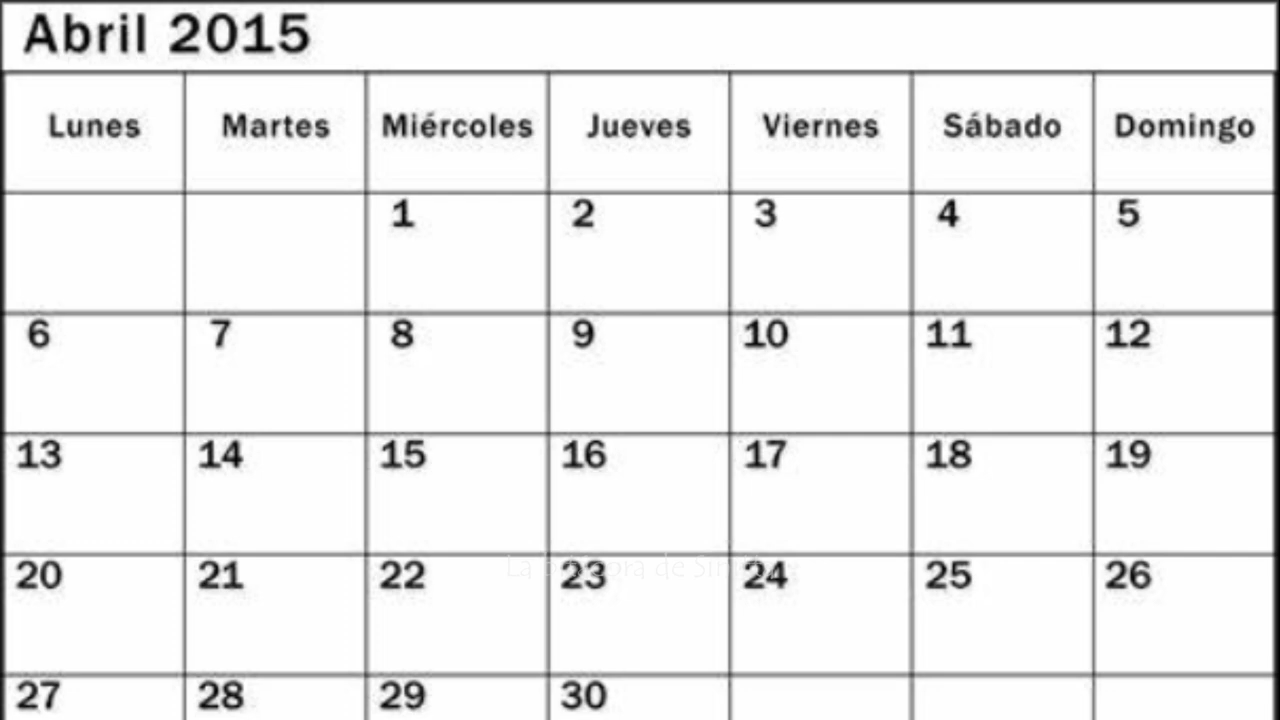 Abril 2015
Lunes Martes Miércoles Jueves Viernes Sábado Domingo
1 2 3 4 5
6 7 8 9 10 11 12
13 14 15 16 17 18 19
La de
20 21 22 23 24 25 26
27 28 29 30